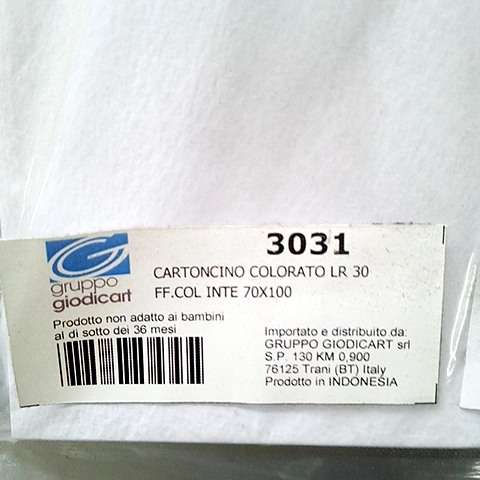 3031
CARTONCINO COLORATO LR 30
FF.COL INTE 70X100
gruppo
giodicart
Prodotto non adatto ai bambini
al di sotto dei 36 mesi
Importato e distribuito da:
GRUPPO GIODICART srl
S.P. 130 KM 0,900
76125 Trani (BT) Italy
Prodotto in INDONESIA